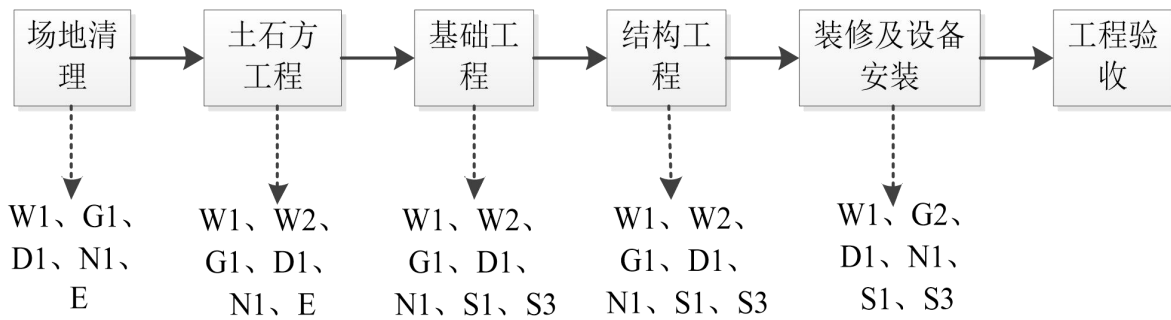 场地清
理
土石方
工程
基础工
程
结构工
程
装修及设备
安装
工程验
收
W1、G1、
D1、N1、
E
W1、W2、
G1、D1、
N1、E
W1、W2、
G1、D1、
N1、S1、S3
W1、W2、
G1、D1、
N1、S1、S3
W1、G2、
D1、N1、
S1、S3